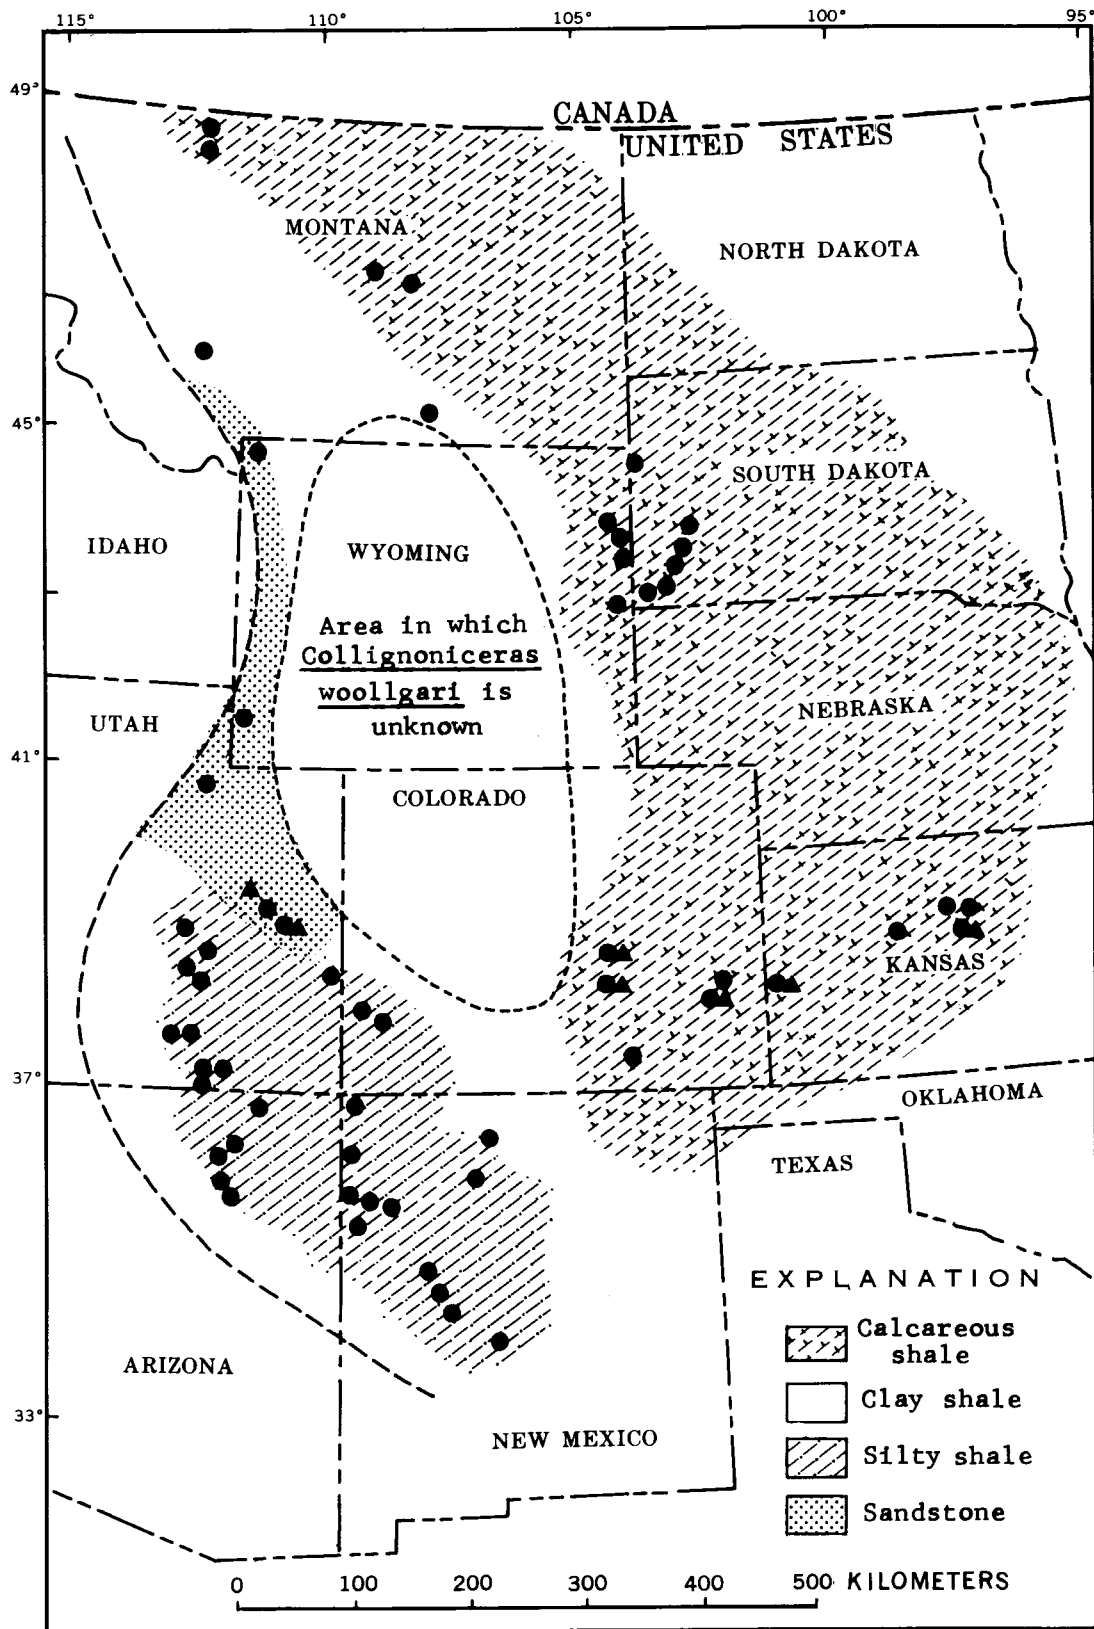 115° 110° 105° 100° 95°
49°
CANADA
UNITED STATES
MONTANA
NORTH DAKOTA
45°
SOUTH DAKOTA
IDAHO
WYOMING
Area in which
Collignoniceras
woollgari is
unknown
UTAH
NEBRASKA
41°
COLORADO
KANSAS
37°
OKLAHOMA
TEXAS
EXPLANATION
Calcareous
shale
ARIZONA
Clay shale
33°
NEW MEXICO
Silty shale
Sandstone
0 100 200 300 400 500 KILOMETERS